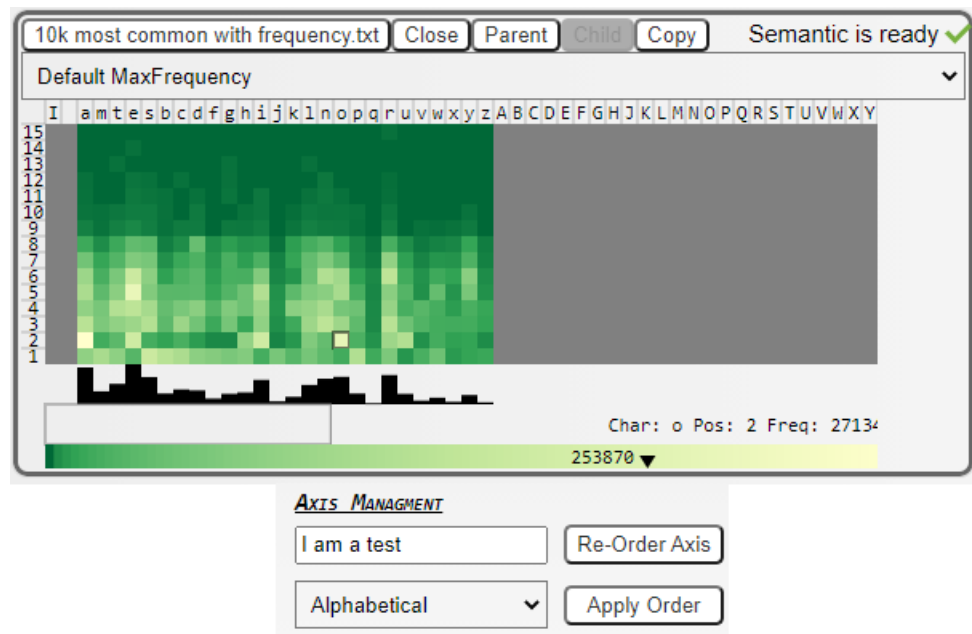 10k most common with frequency.txt Close Parent Child Copy Semantic is ready
Default MaxFrequency
I a m t e s b c d f g h i j k l n o p q r u v w x y z A B C D E F G H J K L M N O P Q R S T U V W X Y
15
14
13
12
11
10
9
8
7
6
5
4
3
2
1
Char: o Pos: 2 Freq: 27134
253870
AXIS MANAGMENT
I am a test Re-Order Axis
Alphabetical Apply Order